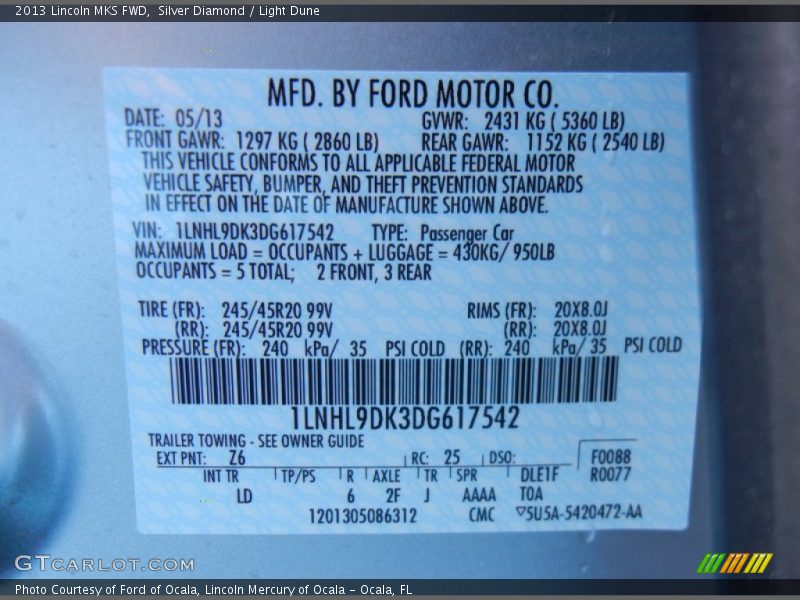 2013 Lincoln MKS FWD, Silver Diamond / Light Dune
MFD. BY FORD MOTOR CO.
DATE: 05/13 GVWR: 2431 KG ( 5360 LB)
FRONT GAWR: 1297 KG ( 2860 LB) REAR GAWR: 1152 KG ( 2540 LB)
THIS VEHICLE CONFORMS TO ALL APPLICABLE FEDERAL MOTOR
VEHICLE SAFETY, BUMPER, AND THEFT PREVENTION STANDARDS
IN EFFECT ON THE DATE OF MANUFACTURE SHOWN ABOVE.
VIN: 1LNHL9DK3DG617542 TYPE: Passenger Car
MAXIMUM LOAD = OCCUPANTS + LUGGAGE = 430KG/ 950LB
OCCUPANTS = 5 TOTAL; 2 FRONT, 3 REAR
TIRE (FR): 245/45R20 99V RIMS (FR): 20X8.0J
(RR): 245/45R20 99V (RR): 20X8.0J
PRESSURE (FR): 240 kPa/ 35 PSI COLD (RR): 240 kPa/ 35 PSI COLD
1LNHL9DK3DG617542
TRAILER TOWING - SEE OWNER GUIDE
EXT PNT: Z6 RC: 25 DSO: F0088
INT TR TP/PS R AXLE TR SPR DLE1F R0077
LD 6 2F J AAAA TOA
1201305086312 CMC ▽5U5A-5420472-AA
GTCARLOT.COM
Photo Courtesy of Ford of Ocala, Lincoln Mercury of Ocala - Ocala, FL